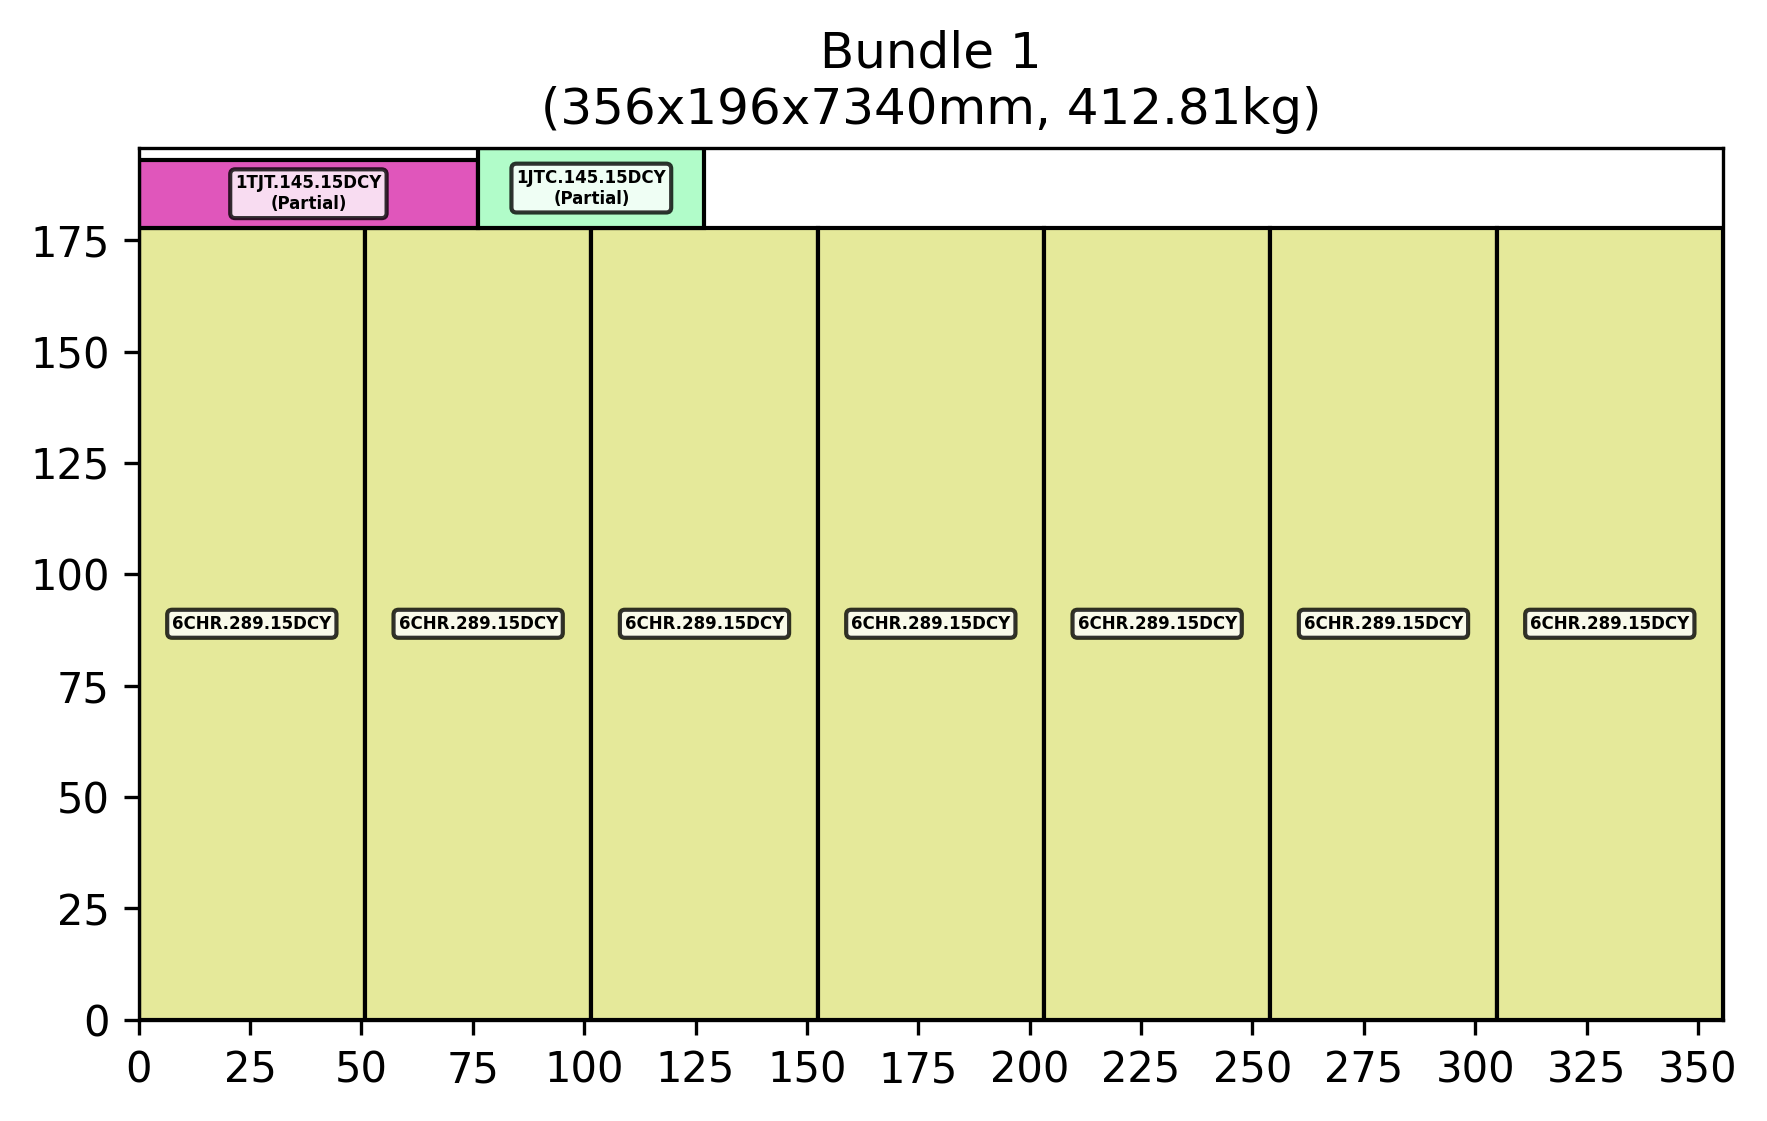 Bundle 1
(356x196x7340mm, 412.81kg)
1TJT.145.15DCY
(Partial)
1JTC.145.15DCY
(Partial)
175
150
125
100
75
50
25
0
6CHR.289.15DCY
6CHR.289.15DCY
6CHR.289.15DCY
6CHR.289.15DCY
6CHR.289.15DCY
6CHR.289.15DCY
6CHR.289.15DCY
0 25 50 75 100 125 150 175 200 225 250 275 300 325 350